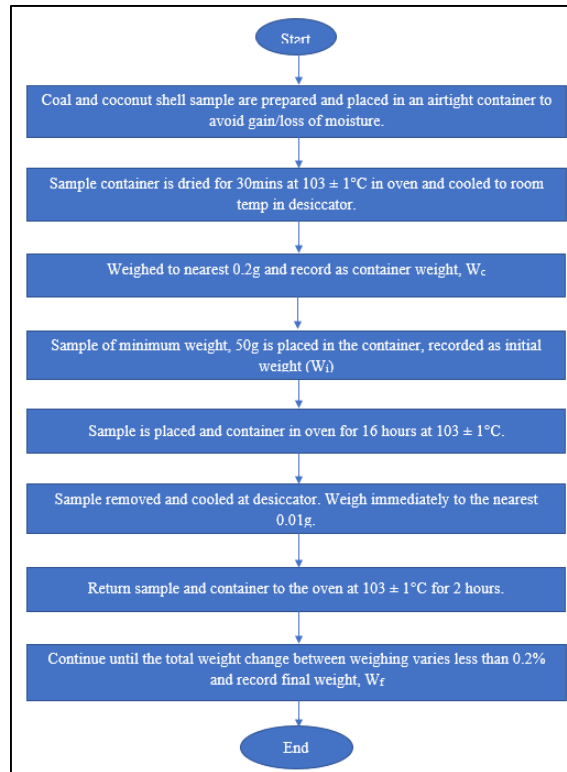 Start
Coal and coconut shell sample are prepared and placed in an airtight container to
avoid gain/loss of moisture.
Sample container is dried for 30mins at 103 ± 1°C in oven and cooled to room
temp in desiccator.
Weighed to nearest 0.2g and record as container weight, Wc
Sample of minimum weight, 50g is placed in the container, recorded as initial
weight (Wi)
Sample is placed and container in oven for 16 hours at 103 ± 1°C.
Sample removed and cooled at desiccator. Weigh immediately to the nearest
0.01g.
Return sample and container to the oven at 103 ± 1°C for 2 hours.
Continue until the total weight change between weighing varies less than 0.2%
and record final weight, Wf
End